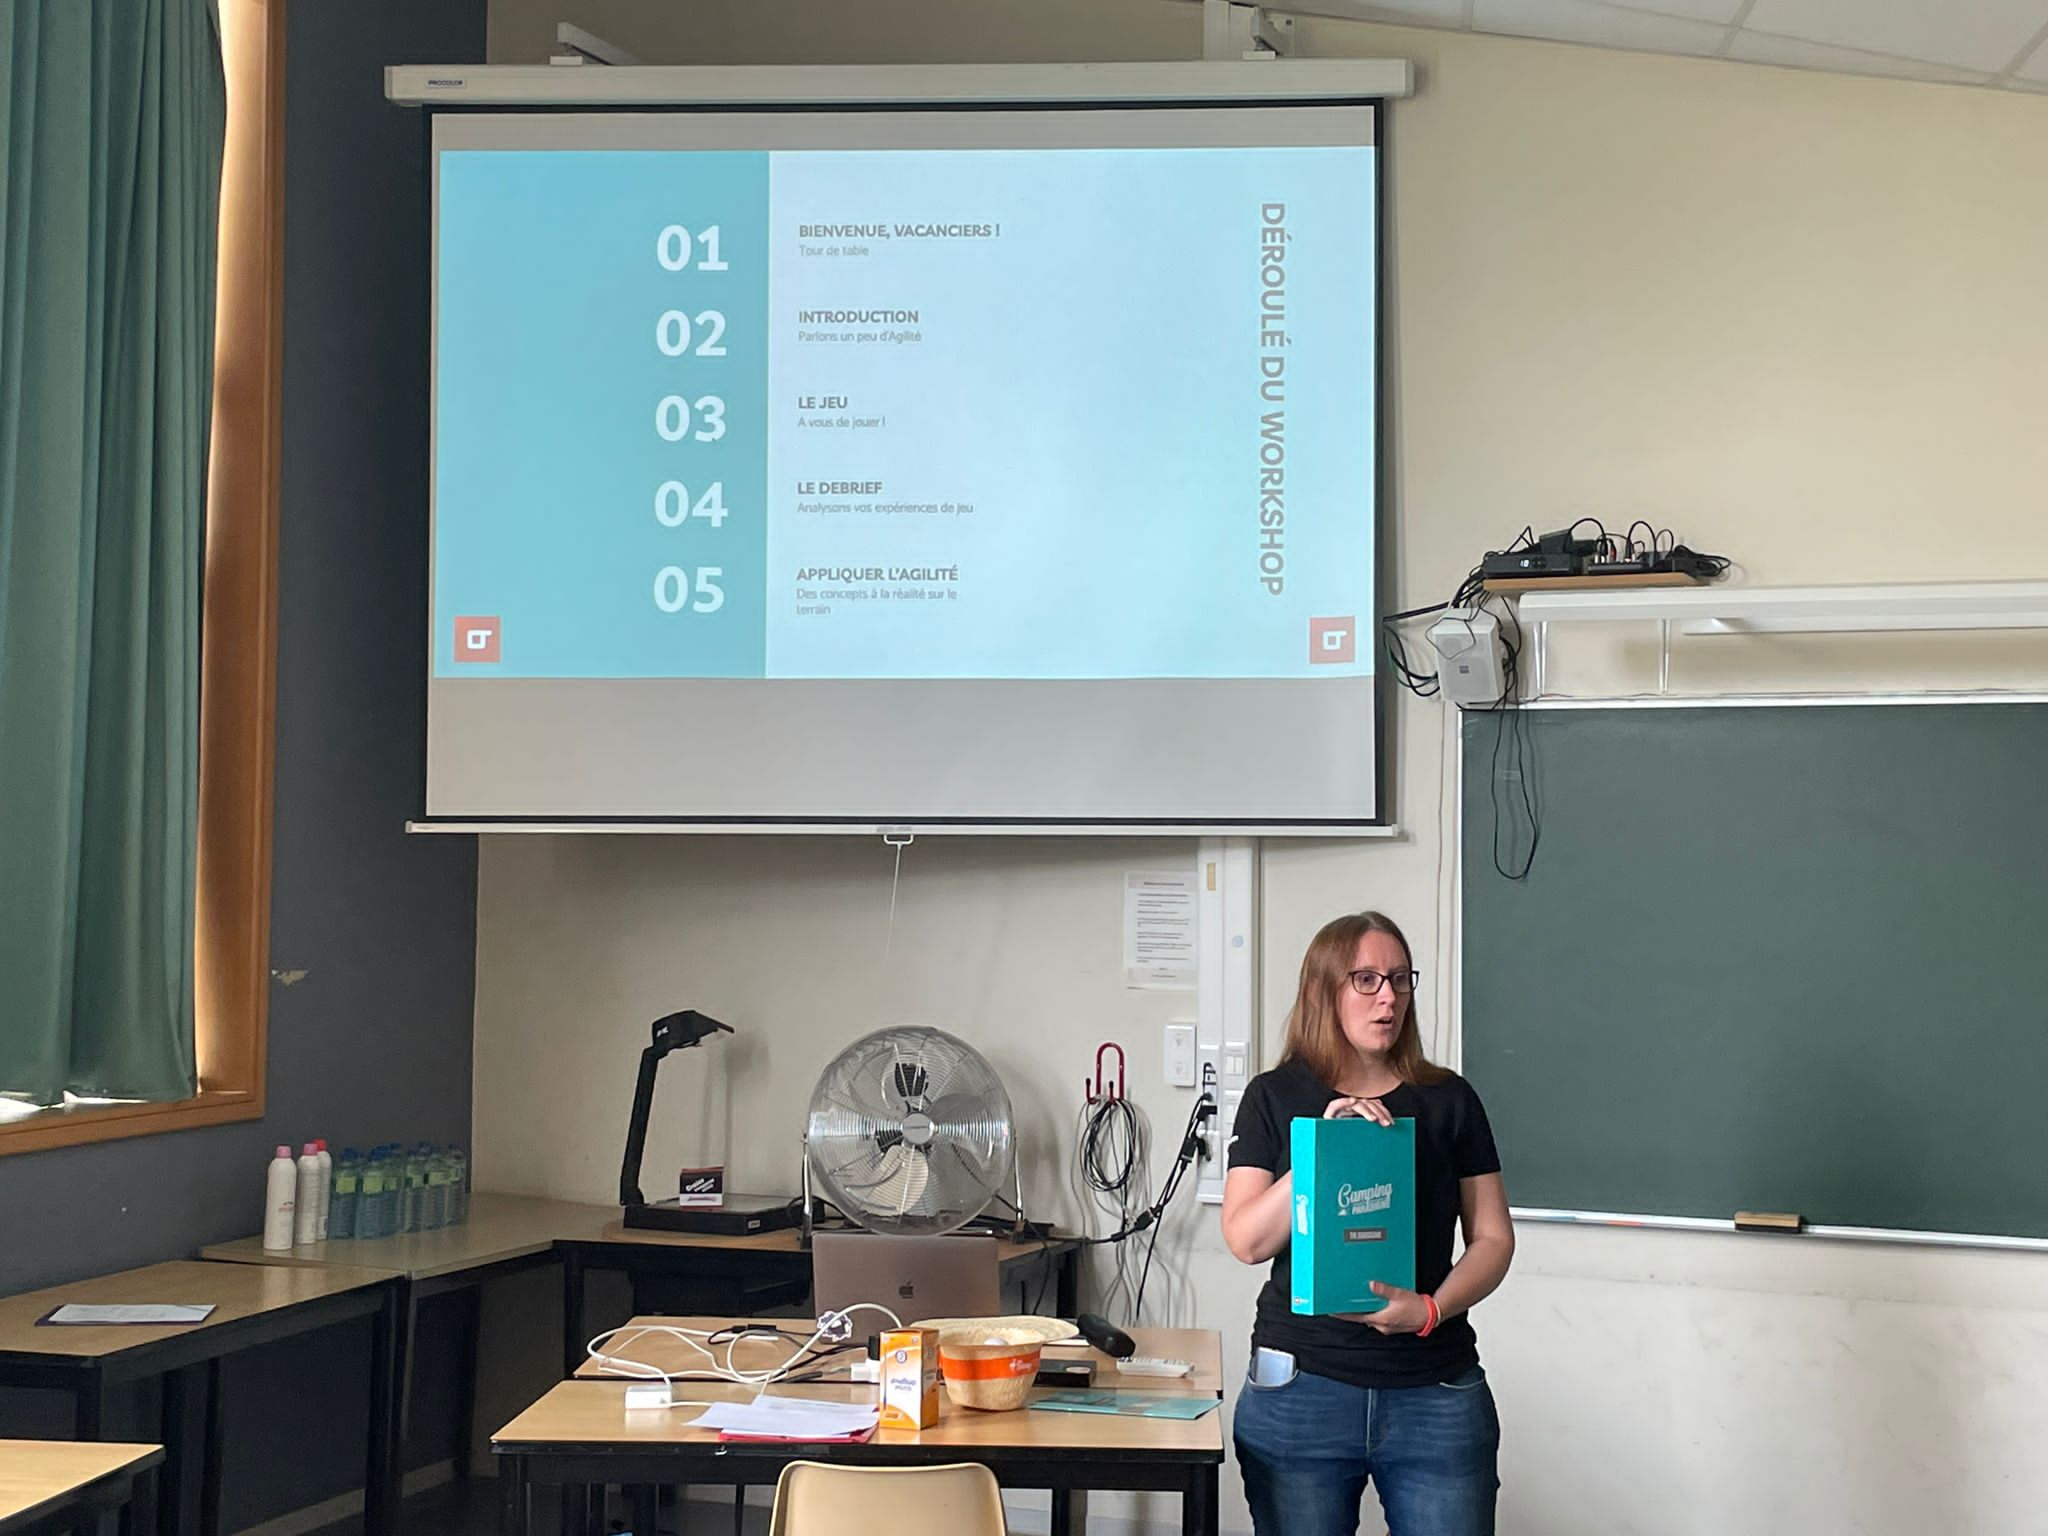 PROCOLOR
DÉROULÉ DU WORKSHOP
01
BIENVENUE, VACANCIERS !
Tour de table
02
INTRODUCTION
Parlons un peu d'Agilité
03
LE JEU
A vous de jouer !
04
LE DEBRIEF
Analysons vos expériences de jeu
05
APPLIQUER L'AGILITÉ
Des concepts à la réalité sur le
terrain
Camping
PARADISE